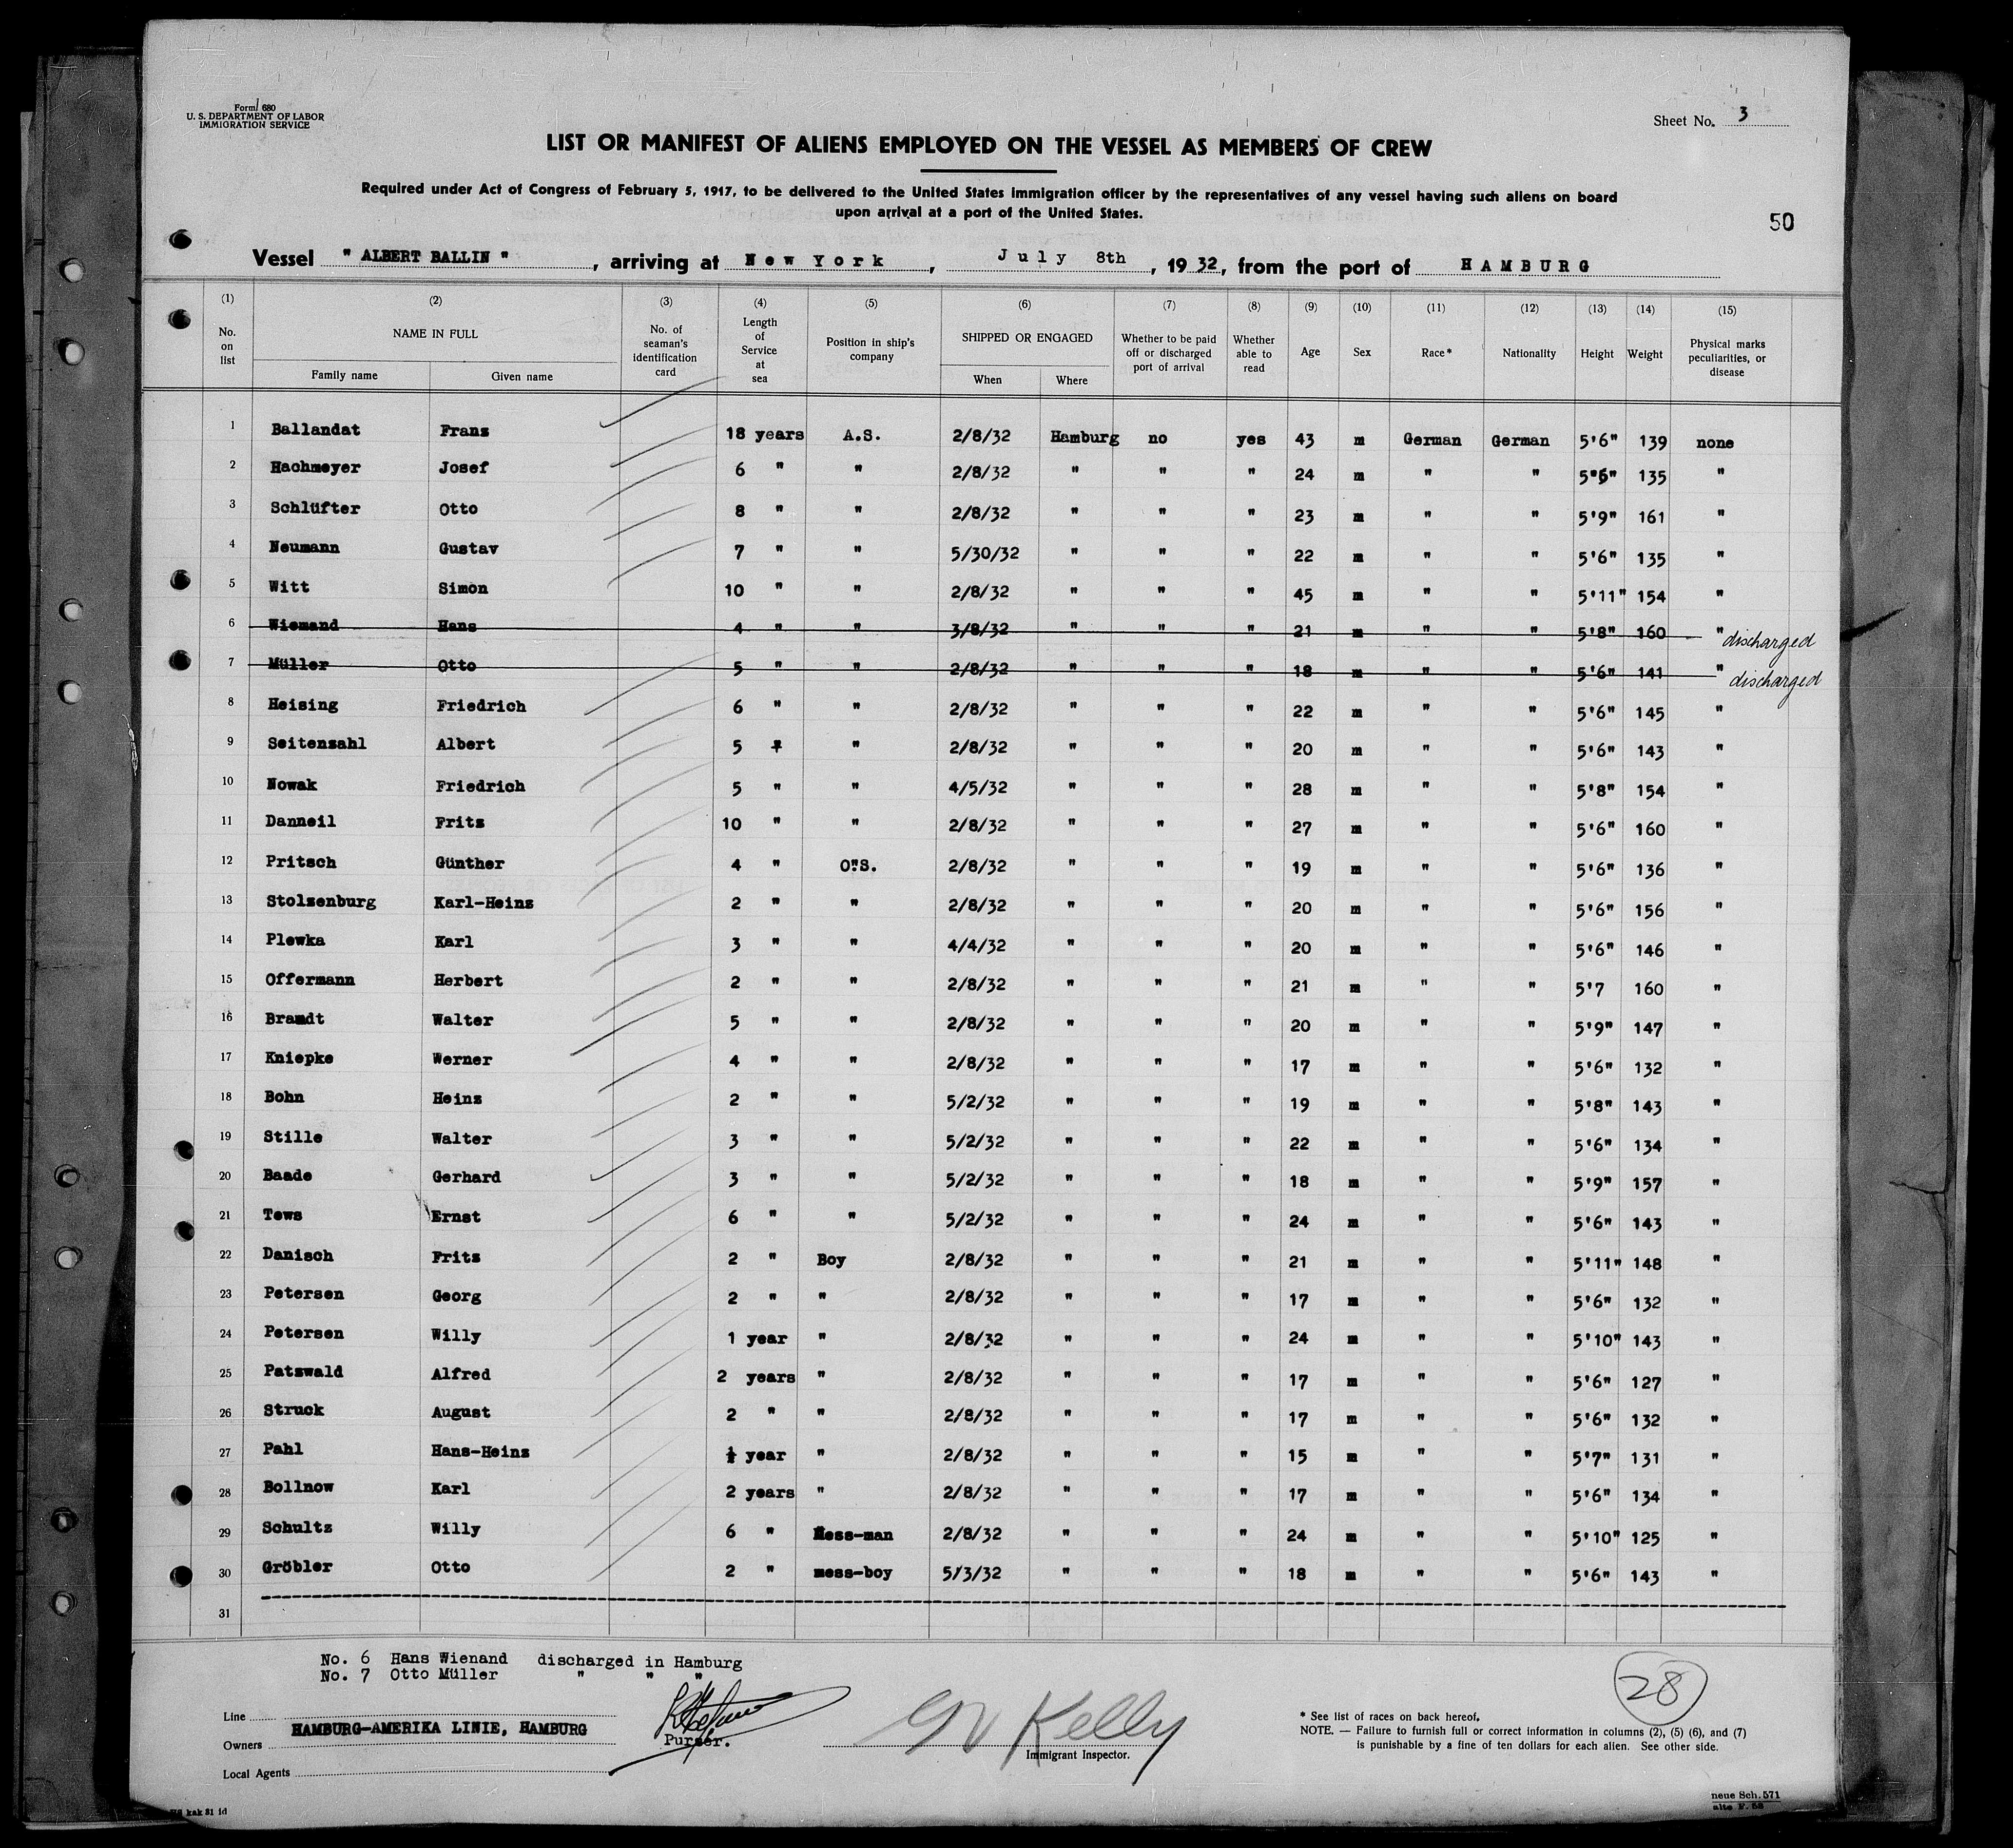 Form 680
U. S. DEPARTMENT OF LABOR
IMMIGRATION SERVICE
Sheet No. 3
LIST OR MANIFEST OF ALIENS EMPLOYED ON THE VESSEL AS MEMBERS OF CREW
Required under Act of Congress of February 5, 1917, to be delivered to the United States immigration officer by the representatives of any vessel having such aliens on board
upon arrival at a port of the United States.
50
Vessel " ALBERT BALLIN ", arriving at New York, July 8th, 1932, from the port of HAMBURG
(1) (2) (3) (4) (5) (6) (7) (8) (9) (10) (11) (12) (13) (14) (15)
No. on list NAME IN FULL Family name Given name No. of seaman's identification card Length of Service at sea Position in ship's company SHIPPED OR ENGAGED When Where Whether to be paid off or discharged port of arrival Whether able to read Age Sex Race* Nationality Height Weight Physical marks peculiarities, or disease
1 Ballandat Franz 18 years A.S. 2/8/32 Hamburg no yes 43 m German German 5'6" 139 none
2 Hachmeyer Josef 6 " " 2/8/32 " " " 24 m " " 5'6" 135 "
3 Schlüfter Otto 8 " " 2/8/32 " " " 23 m " " 5'9" 161 "
4 Neumann Gustav 7 " " 5/30/32 " " " 22 m " " 5'6" 135 "
5 Witt Simon 10 " " 2/8/32 " " " 45 m " " 5'11" 154 "
6 Wiemand Hans 4 " " 3/8/32 " " " 21 m " " 5'8" 160 " discharged
7 Müller Otto 5 " " 2/8/32 " " " 18 m " " 5'6" 141 " discharged
8 Heising Friedrich 6 " " 2/8/32 " " " 22 m " " 5'6" 145 "
9 Seitenzahl Albert 5 " " 2/8/32 " " " 20 m " " 5'6" 143 "
10 Nowak Friedrich 5 " " 4/5/32 " " " 28 m " " 5'8" 154 "
11 Danneil Fritz 10 " " 2/8/32 " " " 27 m " " 5'6" 160 "
12 Pritsch Günther 4 " O.S. 2/8/32 " " " 19 m " " 5'6" 136 "
13 Stolzenburg Karl-Heinz 2 " " 2/8/32 " " " 20 m " " 5'6" 156 "
14 Plewka Karl 3 " " 4/4/32 " " " 20 m " " 5'6" 146 "
15 Offermann Herbert 2 " " 2/8/32 " " " 21 m " " 5'7 160 "
16 Brandt Walter 5 " " 2/8/32 " " " 20 m " " 5'9" 147 "
17 Kniepke Werner 4 " " 2/8/32 " " " 17 m " " 5'6" 132 "
18 Bohn Heinz 2 " " 5/2/32 " " " 19 m " " 5'8" 143 "
19 Stille Walter 3 " " 5/2/32 " " " 22 m " " 5'6" 134 "
20 Baade Gerhard 3 " " 5/2/32 " " " 18 m " " 5'9" 157 "
21 Tews Ernst 6 " " 5/2/32 " " " 24 m " " 5'6" 143 "
22 Danisch Fritz 2 " Boy 2/8/32 " " " 21 m " " 5'11" 148 "
23 Petersen Georg 2 " " 2/8/32 " " " 17 m " " 5'6" 132 "
24 Petersen Willy 1 year " 2/8/32 " " " 24 m " " 5'10" 143 "
25 Patzwald Alfred 2 years " 2/8/32 " " " 17 m " " 5'6" 127 "
26 Struck August 2 " " 2/8/32 " " " 17 m " " 5'6" 132 "
27 Pahl Hans-Heinz ½ year " 2/8/32 " " " 15 m " " 5'7" 131 "
28 Bollnow Karl 2 years " 2/8/32 " " " 17 m " " 5'6" 134 "
29 Schultz Willy 6 " Mess-man 2/8/32 " " " 24 m " " 5'10" 125 "
30 Gröbler Otto 2 " mess-boy 5/3/32 " " " 18 m " " 5'6" 143 "
31
No. 6 Hans Wienand discharged in Hamburg
No. 7 Otto Müller " " "
28
Line
HAMBURG-AMERIKA LINIE, HAMBURG
Owners
Purser.
Kelly
Immigrant Inspector.
Local Agents
* See list of races on back hereof.
NOTE. — Failure to furnish full or correct information in columns (2), (5) (6), and (7)
is punishable by a fine of ten dollars for each alien. See other side.
kak 31 1d
neue Sch. 571
alte F. 58